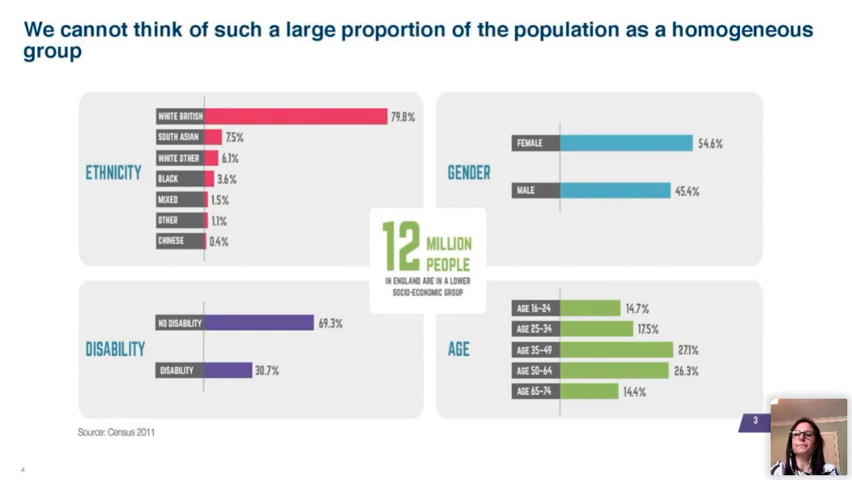 We cannot think of such a large proportion of the population as a homogeneous
group
ETHNICITY
WHITE BRITISH 79.8%
SOUTH ASIAN 7.5%
WHITE OTHER 6.1%
BLACK 3.6%
MIXED 1.5%
OTHER 1.1%
CHINESE 0.4%
GENDER
FEMALE 54.6%
MALE 45.4%
12 MILLION
PEOPLE
IN ENGLAND ARE IN A LOWER
SOCIO-ECONOMIC GROUP
DISABILITY
NO DISABILITY 69.3%
DISABILITY 30.7%
AGE
AGE 16-24 14.7%
AGE 25-34 17.5%
AGE 35-49 27.1%
AGE 50-64 26.3%
AGE 65-74 14.4%
3
Source: Census 2011
4